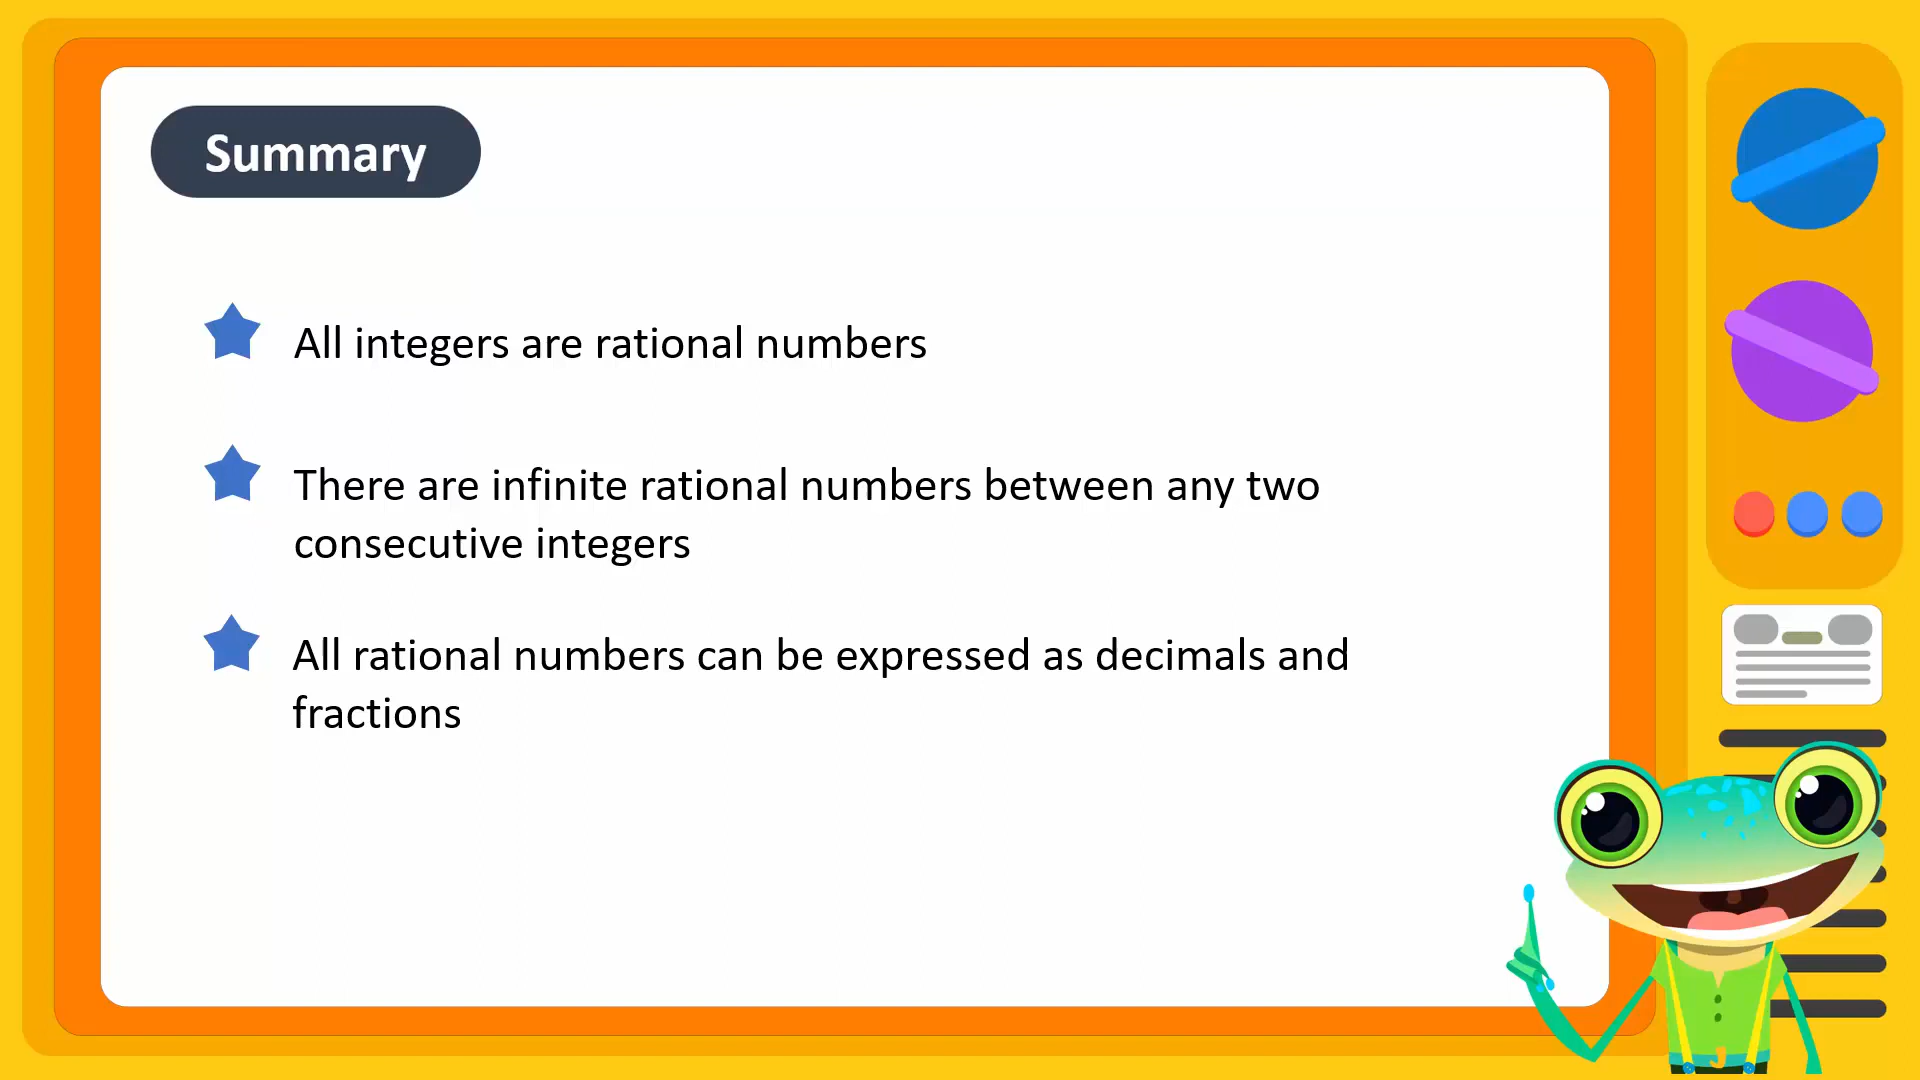 Summary
All integers are rational numbers
There are infinite rational numbers between any two
consecutive integers
All rational numbers can be expressed as decimals and
fractions